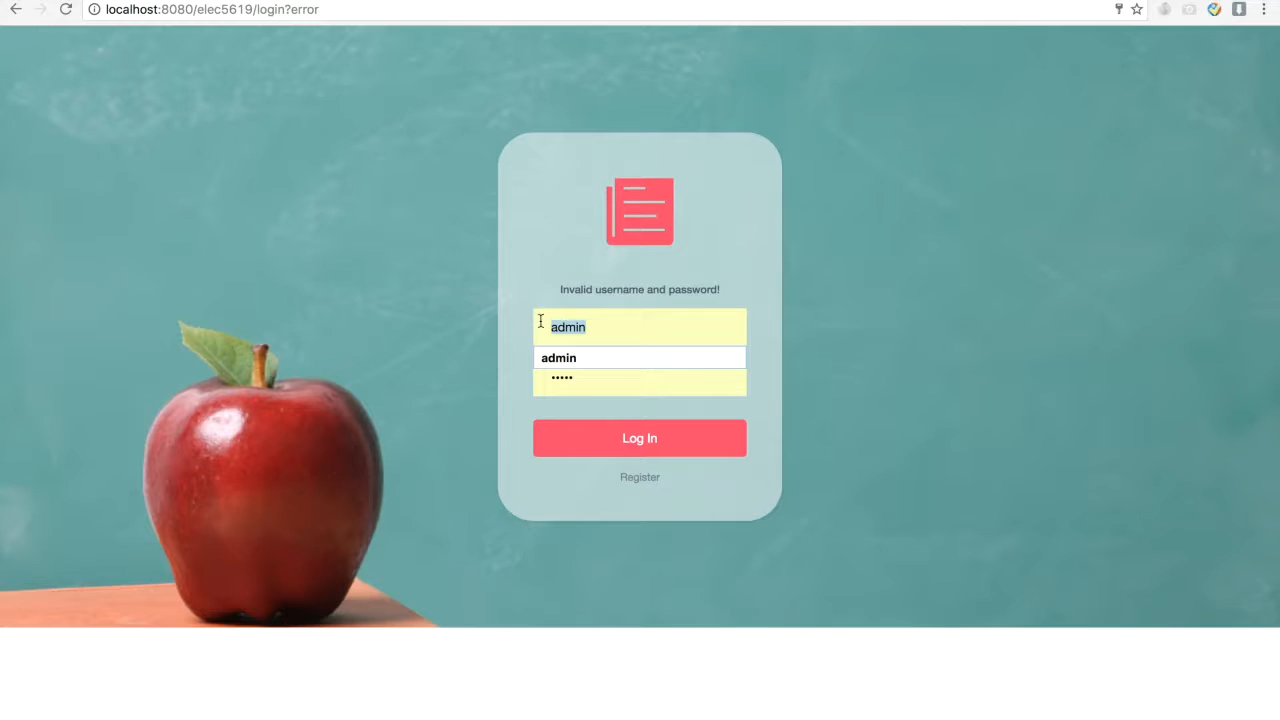 localhost:8080/elec5619/login?error
Invalid username and password!
admin
admin
•••••
Log In
Register